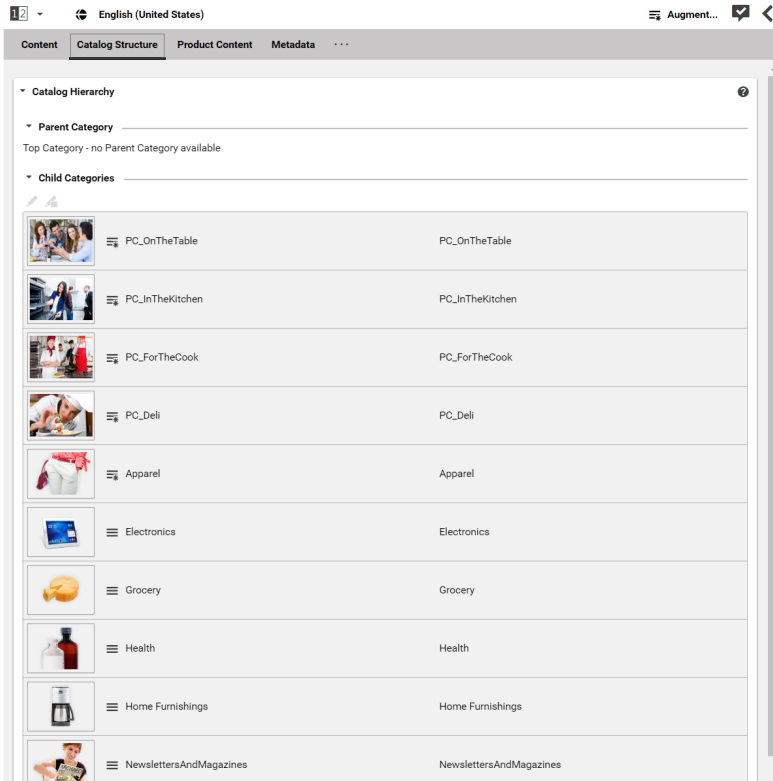 12 English (United States) Augment...
Content Catalog Structure Product Content Metadata ...
Catalog Hierarchy
Parent Category
Top Category - no Parent Category available
Child Categories
PC_OnTheTable PC_OnTheTable
PC_InTheKitchen PC_InTheKitchen
PC_ForTheCook PC_ForTheCook
PC_Deli PC_Deli
Apparel Apparel
Electronics Electronics
Grocery Grocery
Health Health
Home Furnishings Home Furnishings
NewslettersAndMagazines NewslettersAndMagazines